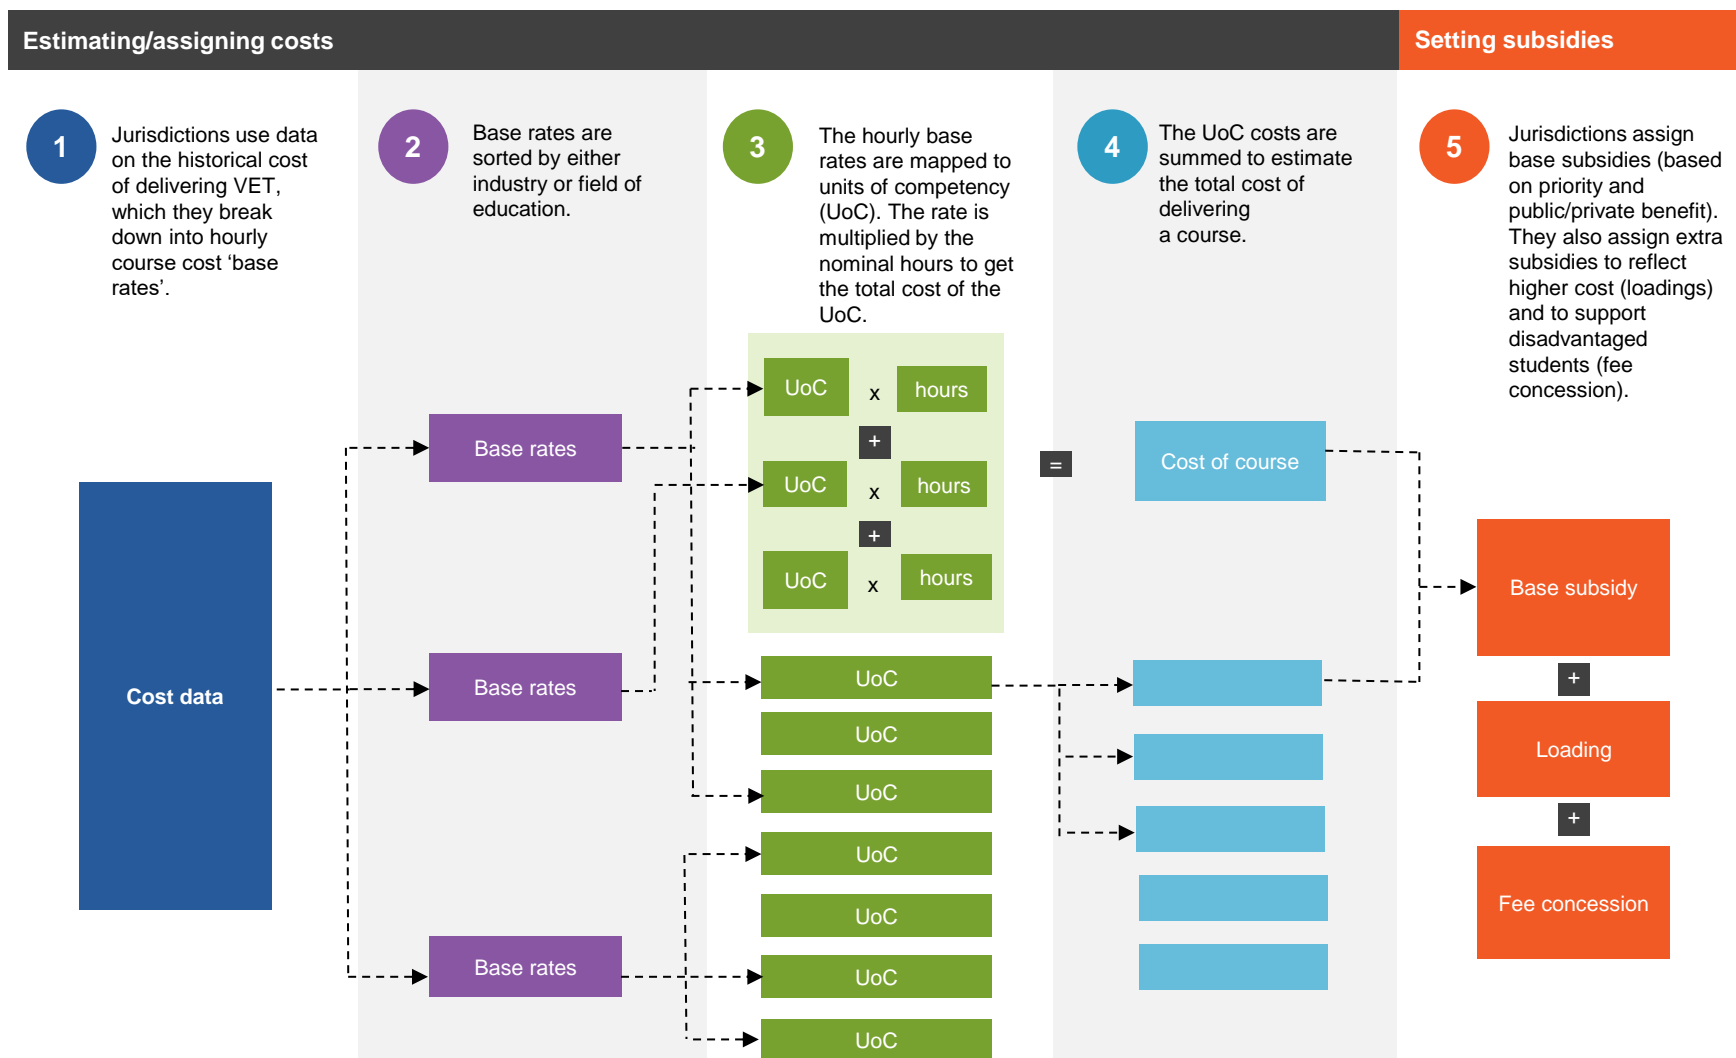 Estimating/assigning costs
Setting subsidies
1
Jurisdictions use data
on the historical cost
of delivering VET,
which they break
down into hourly
course cost ‘base
rates’.
2
Base rates are
sorted by either
industry or field of
education.
3
The hourly base
rates are mapped to
units of competency
(UoC). The rate is
multiplied by the
nominal hours to get
the total cost of the
UoC.
4
The UoC costs are
summed to estimate
the total cost of
delivering
a course.
5
Jurisdictions assign
base subsidies (based
on priority and
public/private benefit).
They also assign extra
subsidies to reflect
higher cost (loadings)
and to support
disadvantaged
students (fee
concession).
Cost data
Base rates
Base rates
Base rates
UoC x hours
+
UoC x hours
+
UoC x hours
UoC
UoC
UoC
UoC
UoC
UoC
UoC
=
Cost of course
Base subsidy
+
Loading
+
Fee concession